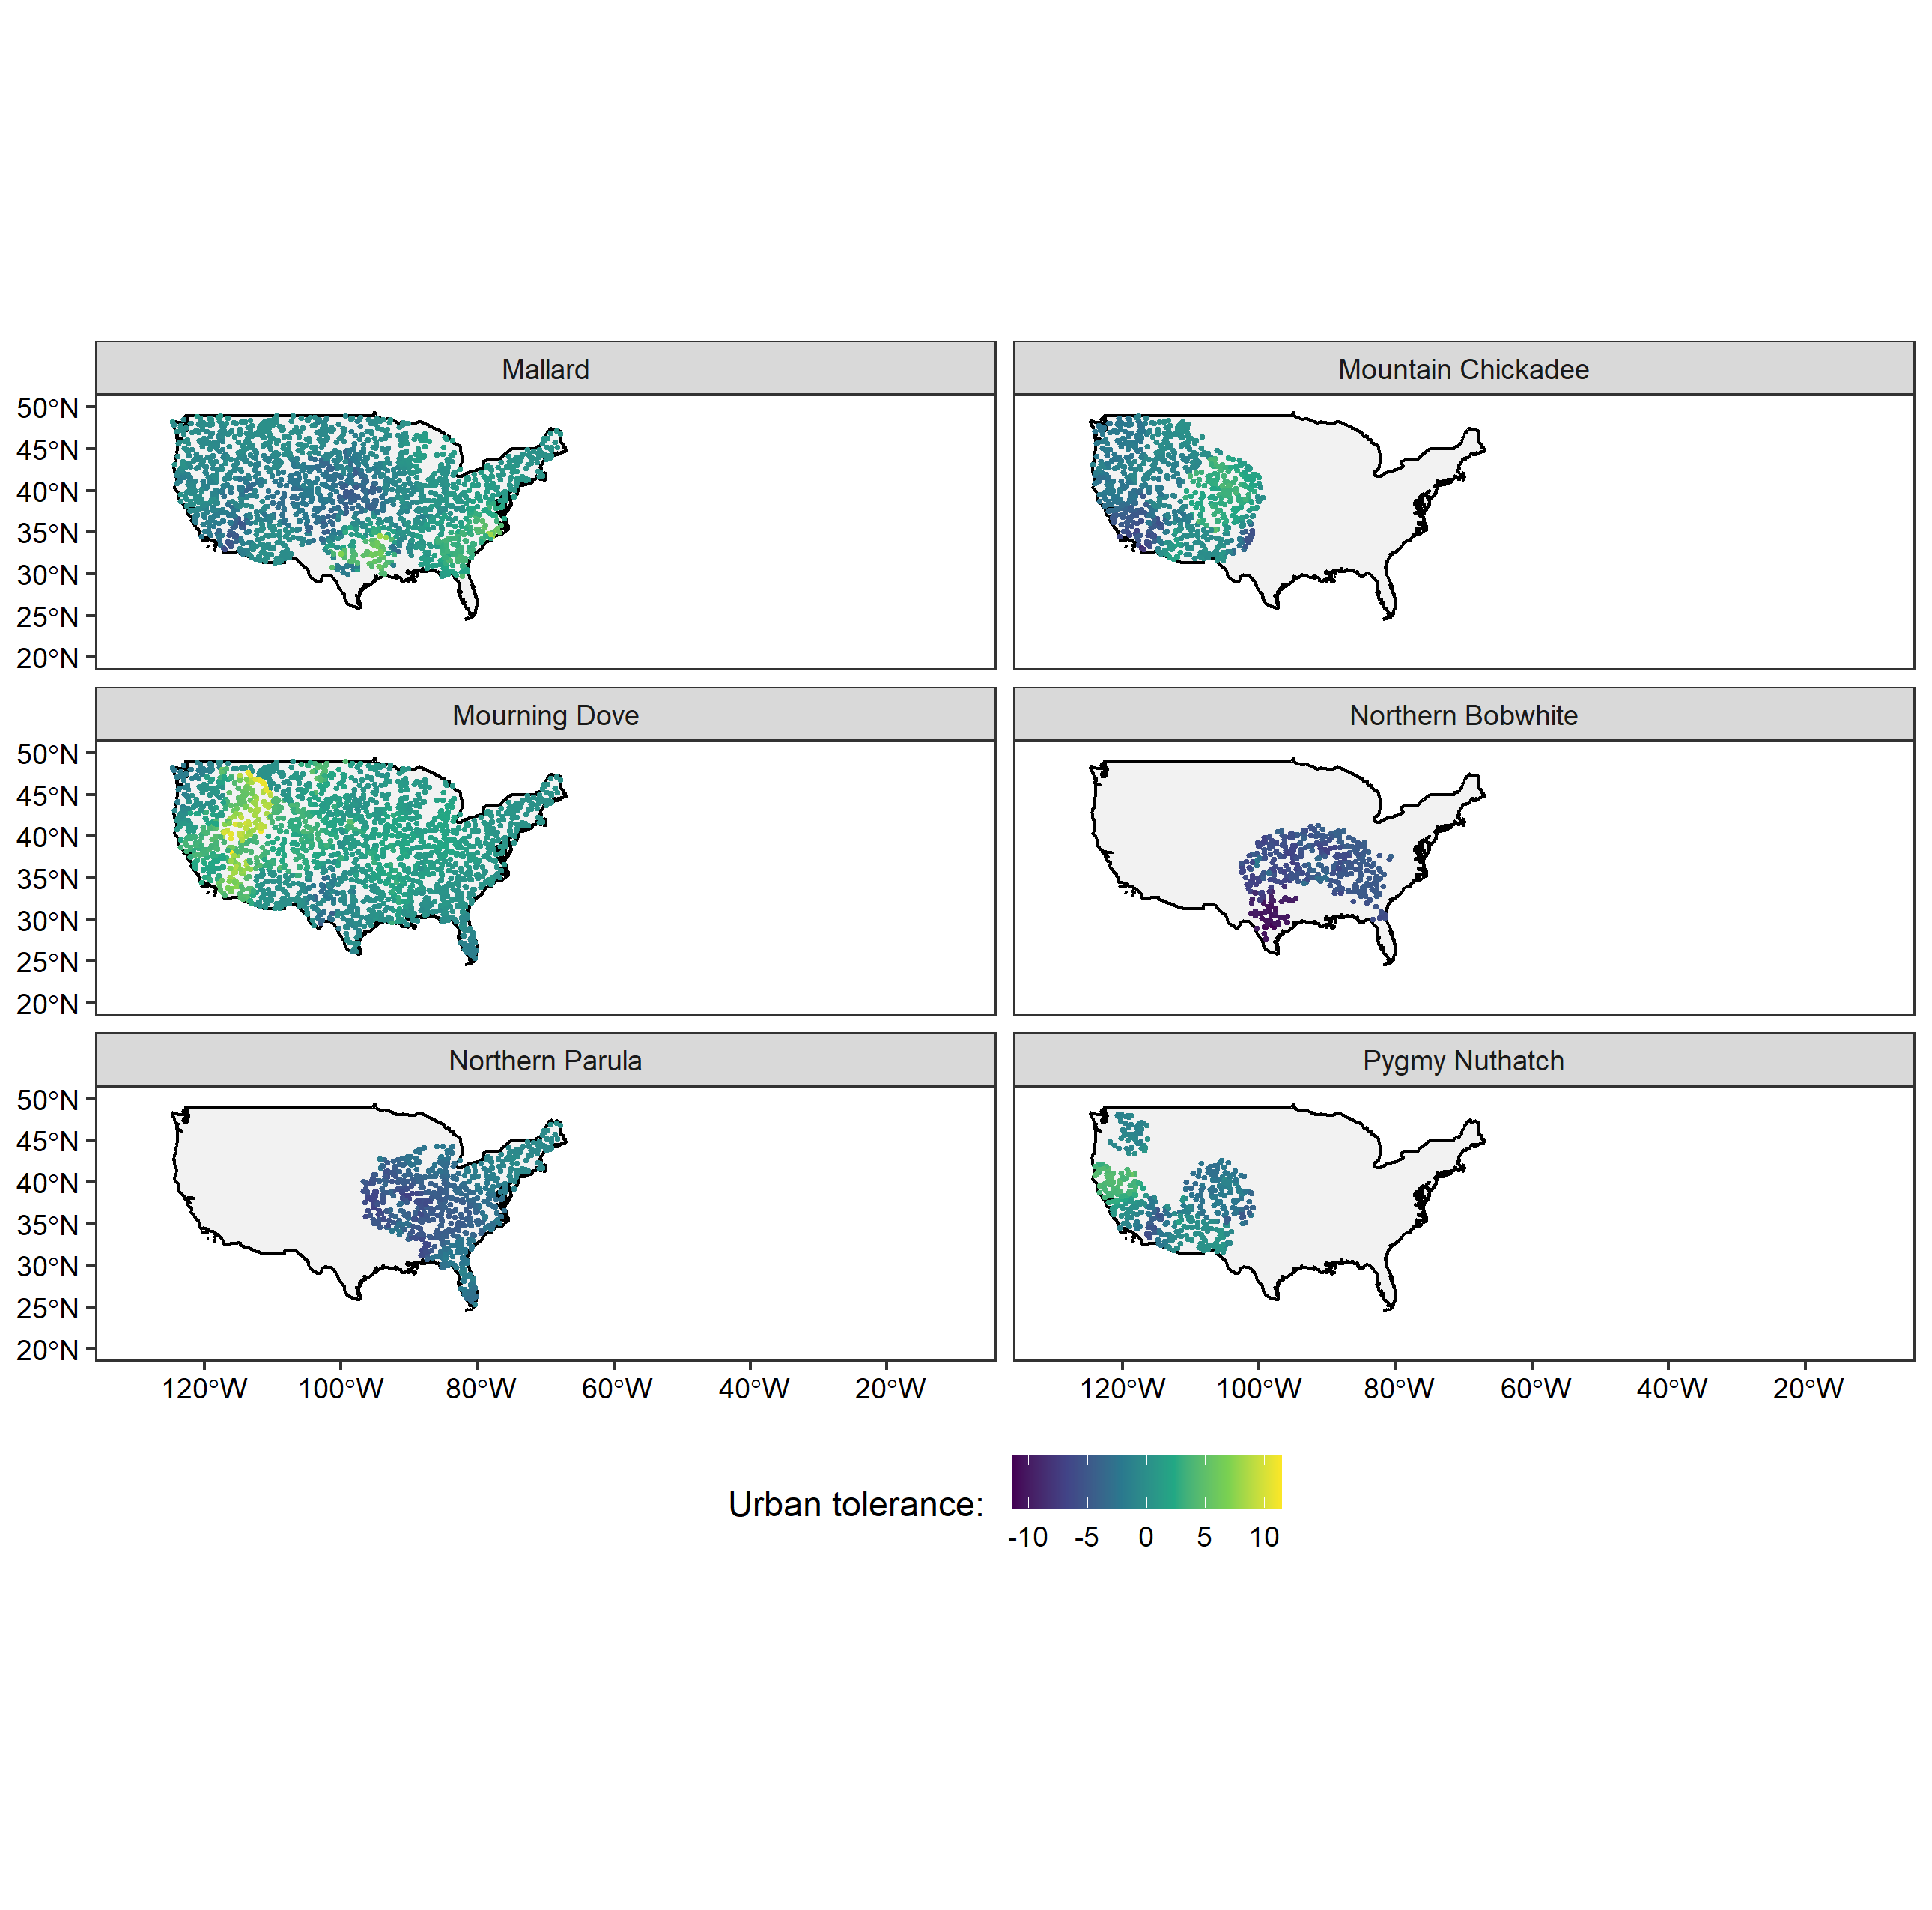 Mallard
Mountain Chickadee
50°N
45°N
40°N
35°N
30°N
25°N
20°N
Mourning Dove
Northern Bobwhite
50°N
45°N
40°N
35°N
30°N
25°N
20°N
Northern Parula
Pygmy Nuthatch
50°N
45°N
40°N
35°N
30°N
25°N
20°N
120°W 100°W 80°W 60°W 40°W 20°W
120°W 100°W 80°W 60°W 40°W 20°W
Urban tolerance:
-10 -5 0 5 10